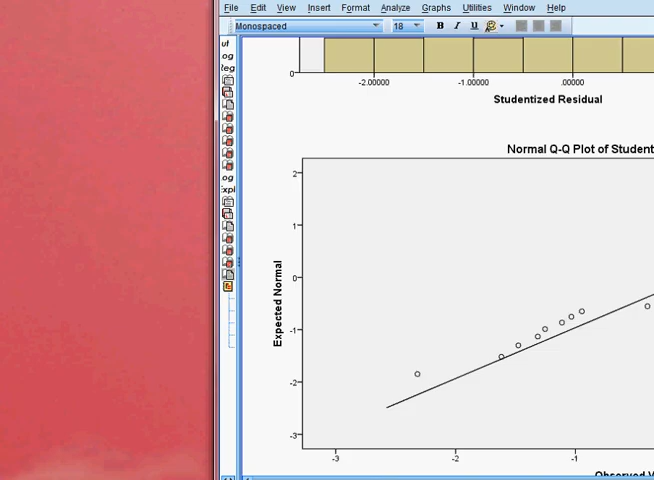 File Edit View Insert Format Analyze Graphs Utilities Window Help
Monospaced 18 B I U
0
-2.00000 -1.00000 .00000
Studentized Residual
Normal Q-Q Plot of Student
2
1
0
-1
-2
-3
Expected Normal
-3 -2 -1